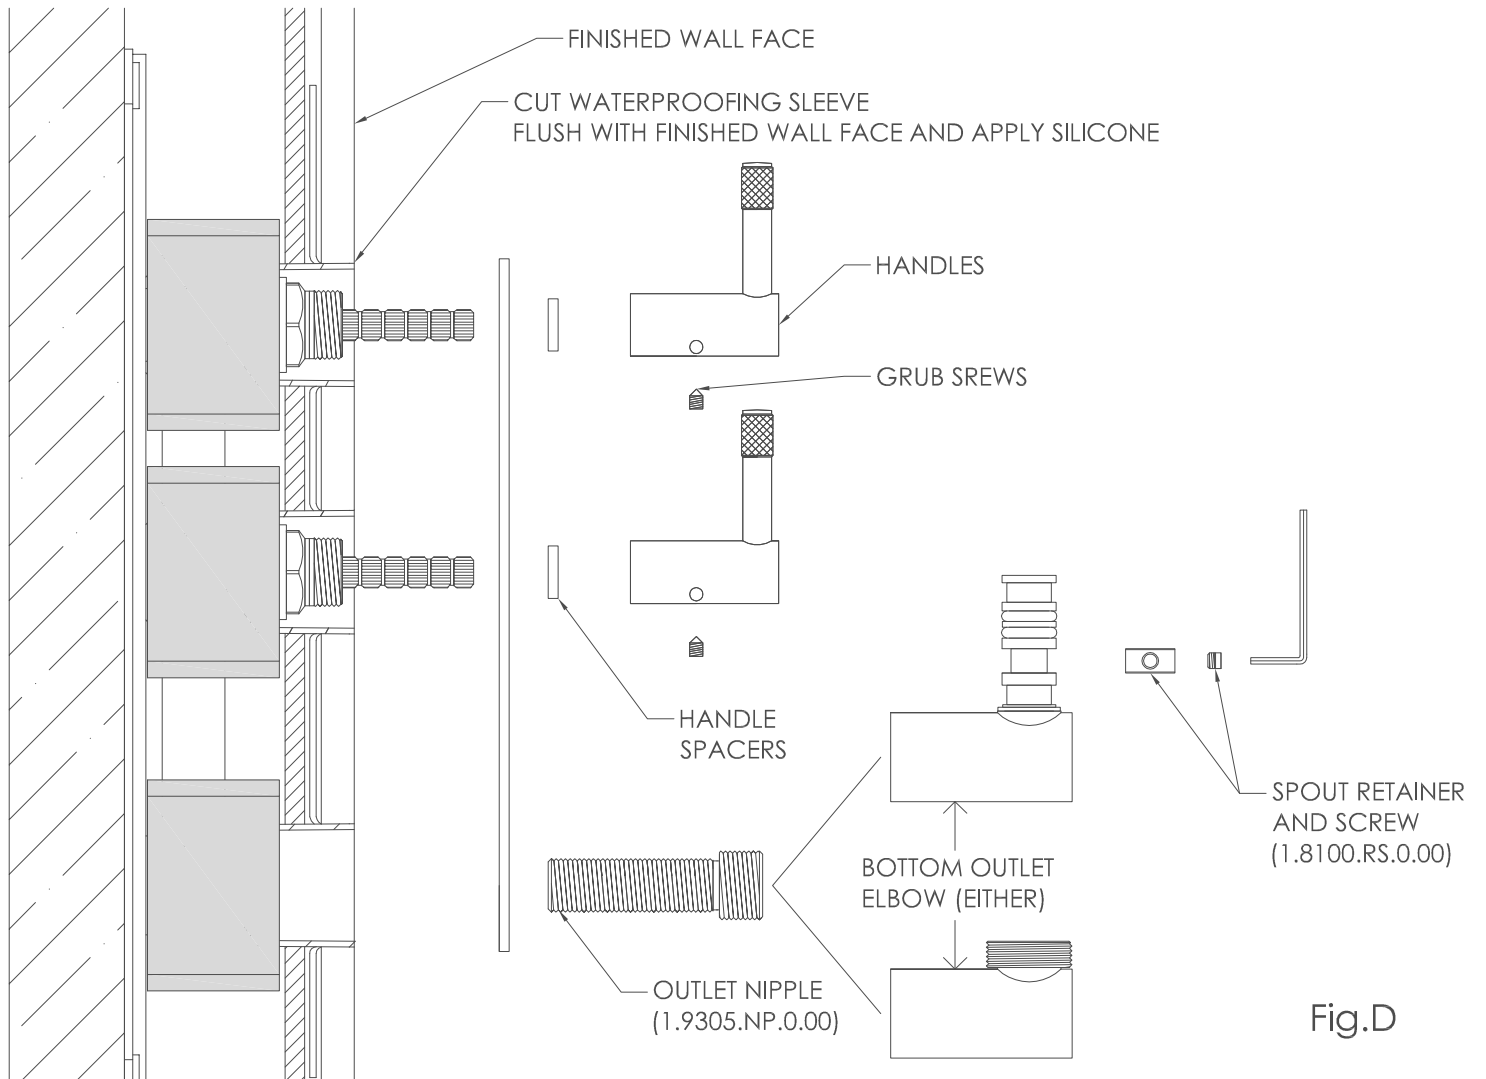 FINISHED WALL FACE
CUT WATERPROOFING SLEEVE
FLUSH WITH FINISHED WALL FACE AND APPLY SILICONE
HANDLES
GRUB SREWS
HANDLE
SPACERS
SPOUT RETAINER
AND SCREW
(1.8100.RS.0.00)
BOTTOM OUTLET
ELBOW (EITHER)
OUTLET NIPPLE
(1.9305.NP.0.00)
Fig.D